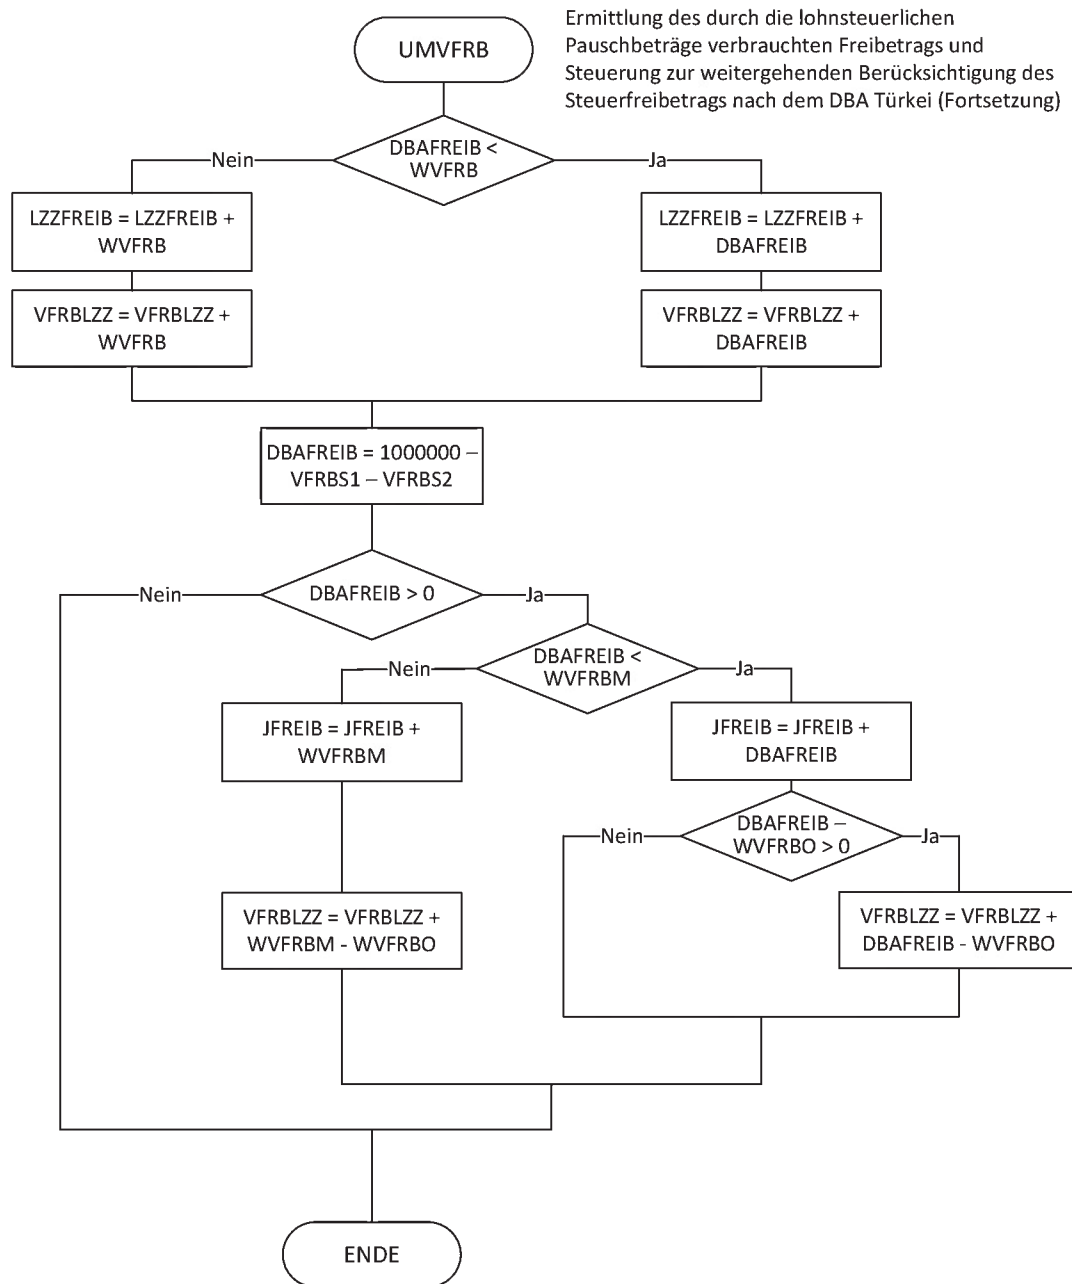 UMVFRB
Ermittlung des durch die lohnsteuerlichen
Pauschbeträge verbrauchten Freibetrags und
Steuerung zur weitergehenden Berücksichtigung des
Steuerfreibetrags nach dem DBA Türkei (Fortsetzung)
DBAFREIB <
WVFRB
Nein
Ja
LZZFREIB = LZZFREIB +
WVFRB
LZZFREIB = LZZFREIB +
DBAFREIB
VFRBLZZ = VFRBLZZ +
WVFRB
VFRBLZZ = VFRBLZZ +
DBAFREIB
DBAFREIB = 1000000 –
VFRBS1 – VFRBS2
DBAFREIB > 0
Nein
Ja
DBAFREIB <
WVFRBM
Nein
Ja
JFREIB = JFREIB +
WVFRBM
JFREIB = JFREIB +
DBAFREIB
DBAFREIB –
WVFRBO > 0
Nein
Ja
VFRBLZZ = VFRBLZZ +
WVFRBM - WVFRBO
VFRBLZZ = VFRBLZZ +
DBAFREIB - WVFRBO
ENDE